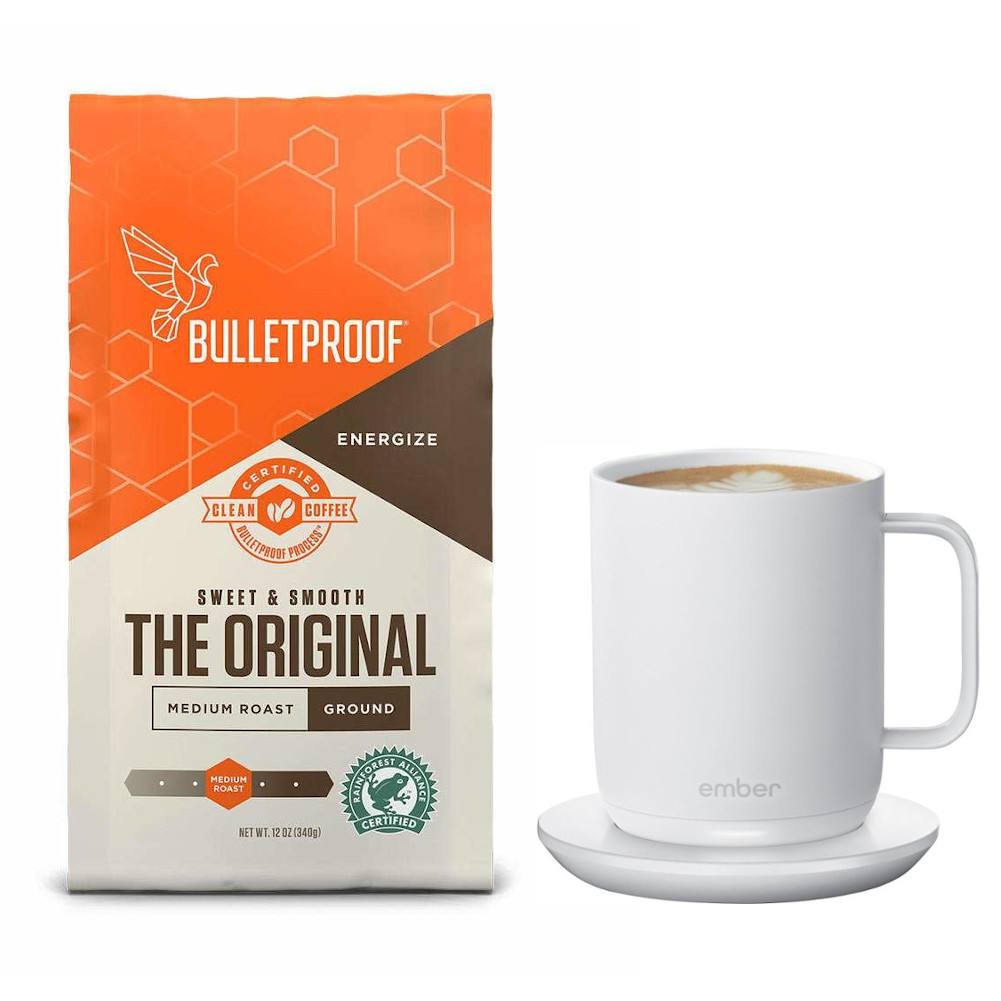 BULLETPROOF®
ENERGIZE
CERTIFIED
CLEAN COFFEE
BULLETPROOF PROCESS™
SWEET & SMOOTH
THE ORIGINAL
MEDIUM ROAST GROUND
MEDIUM
ROAST
RAINFOREST ALLIANCE
CERTIFIED
NET WT. 12 OZ (340g)
ember